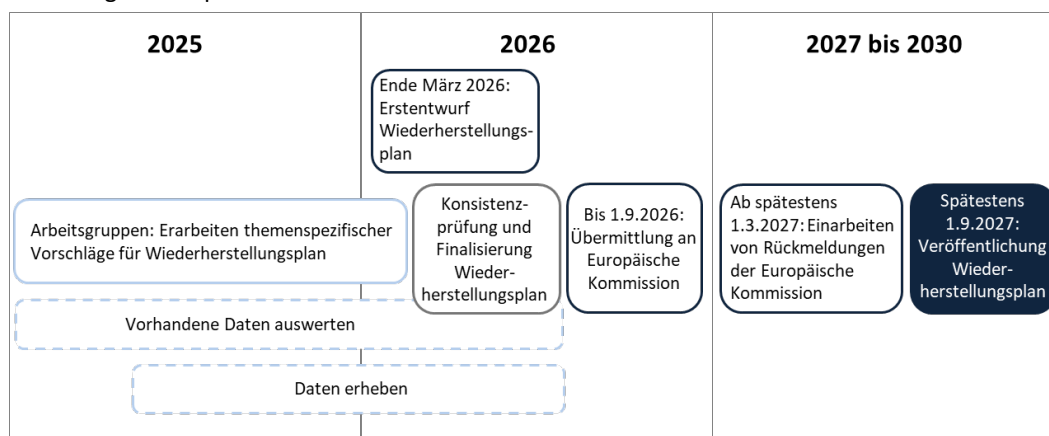 2025
2026
2027 bis 2030
Ende März 2026:
Erstentwurf
Wiederherstellungs-
plan
Arbeitsgruppen: Erarbeiten themenspezifischer
Vorschläge für Wiederherstellungsplan
Konsistenz-
prüfung und
Finalisierung
Wieder-
herstellungsplan
Bis 1.9.2026:
Übermittlung an
Europäische
Kommission
Ab spätestens
1.3.2027: Einarbeiten
von Rückmeldungen
der Europäische
Kommission
Spätestens
1.9.2027:
Veröffentlichung
Wieder-
herstellungsplan
Vorhandene Daten auswerten
Daten erheben